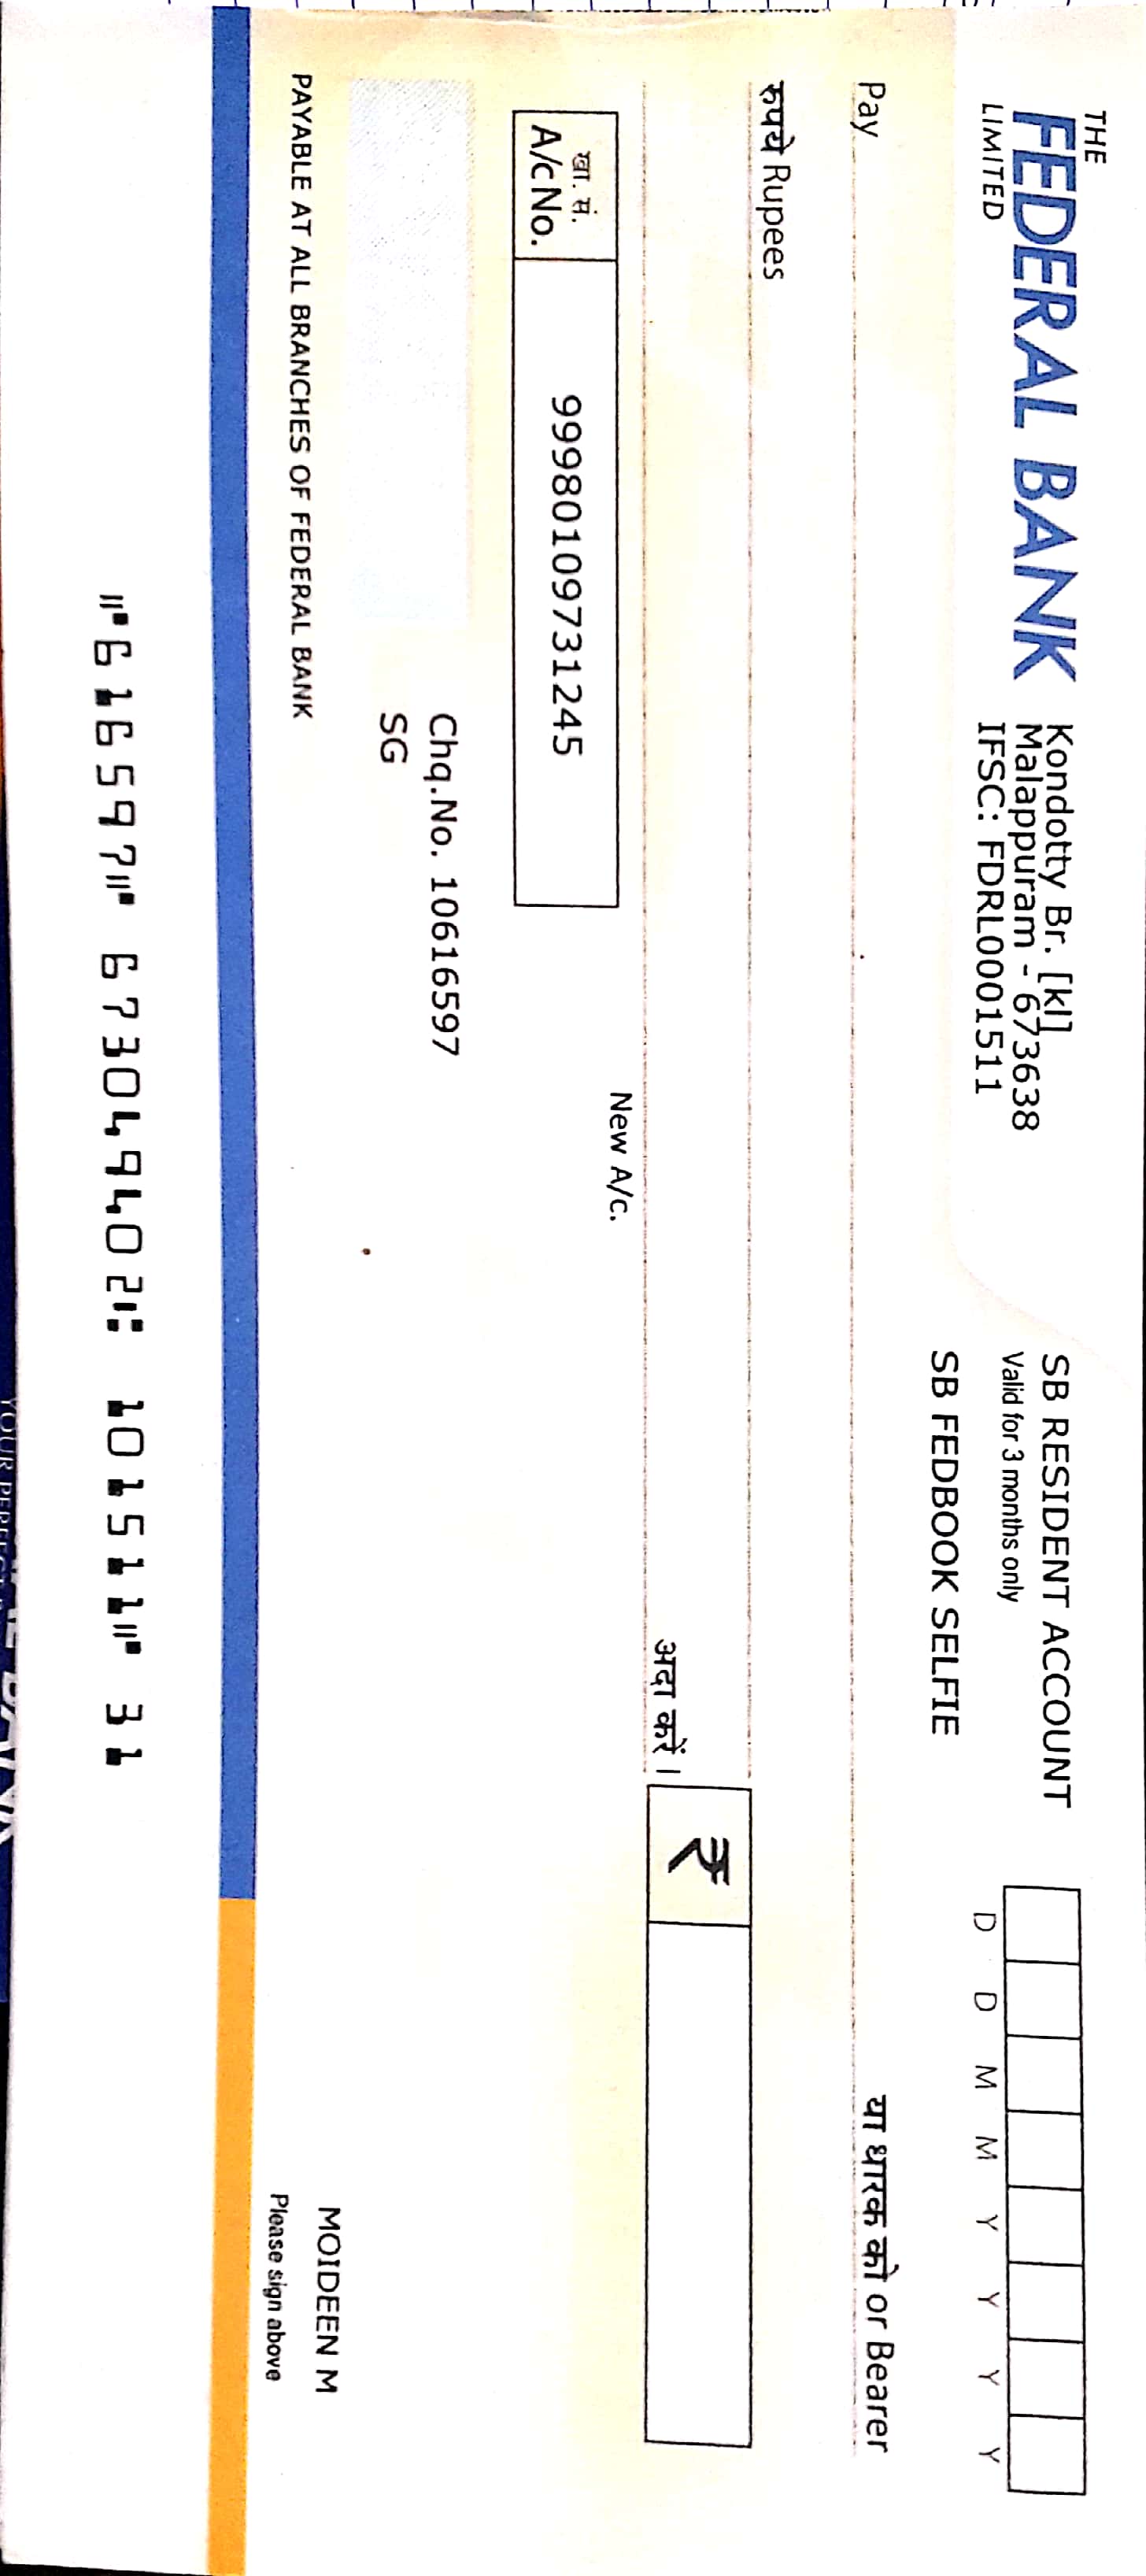 THE
FEDERAL BANK
LIMITED
Kondotty Br. [kl]
Malappuram - 673638
IFSC: FDRL0001511
SB RESIDENT ACCOUNT
Valid for 3 months only
SB FEDBOOK SELFIE
D D M M Y Y Y Y
Pay
या धारक को or Bearer
रुपये Rupees
अदा करें।
₹
खा. सं.
A/c No.
99980109731245
New A/c.
Chq.No. 10616597
SG
MOIDEEN M
Please sign above
PAYABLE AT ALL BRANCHES OF FEDERAL BANK
⑈616597⑈ 673049402⑆ 101511⑈ 31